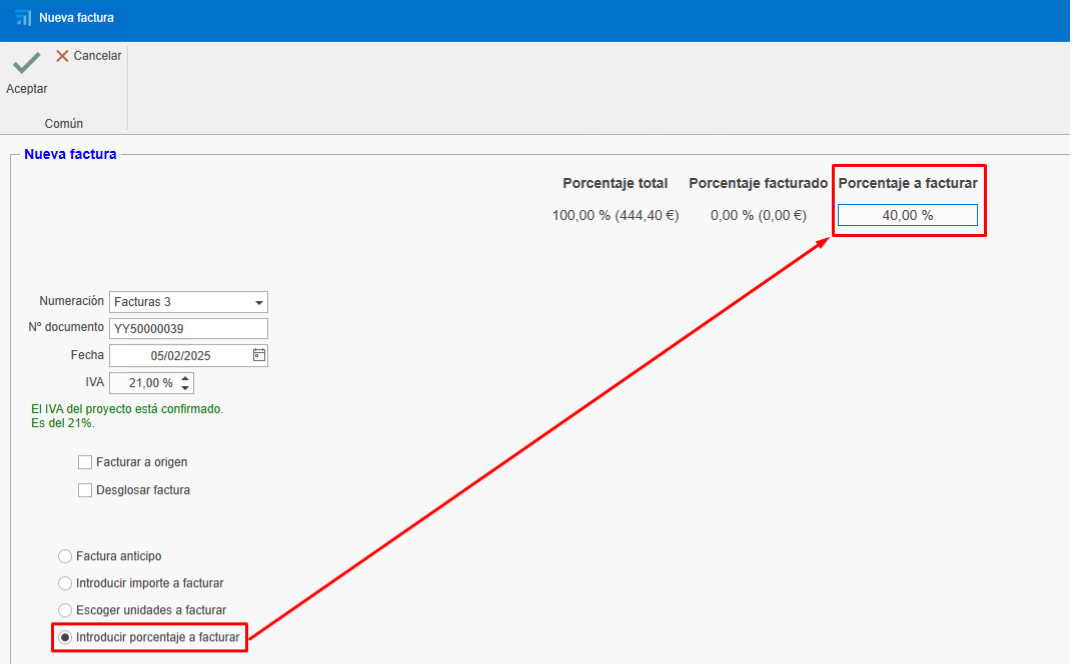 Nueva factura
Cancelar
Aceptar
Común
Nueva factura
Porcentaje total Porcentaje facturado Porcentaje a facturar
100,00 % (444,40 €) 0,00 % (0,00 €) 40,00 %
Numeración Facturas 3
Nº documento YY50000039
Fecha 05/02/2025
IVA 21,00 %
El IVA del proyecto está confirmado.
Es del 21%.
Facturar a origen
Desglosar factura
Factura anticipo
Introducir importe a facturar
Escoger unidades a facturar
Introducir porcentaje a facturar